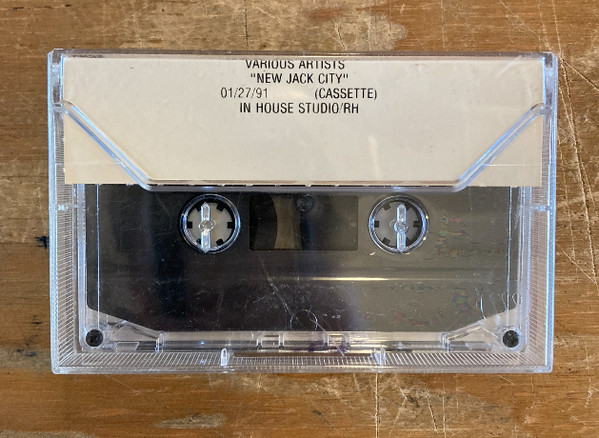 VARIOUS ARTISTS
"NEW JACK CITY"
01/27/91 (CASSETTE)
IN HOUSE STUDIO/RH